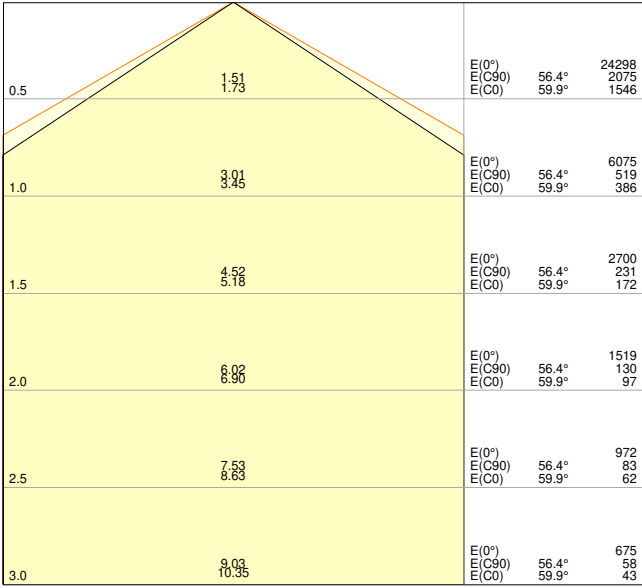 E(0°) 24298
1.51 E(C90) 56.4° 2075
0.5 1.73 E(C0) 59.9° 1546
E(0°) 6075
3.01 E(C90) 56.4° 519
1.0 3.45 E(C0) 59.9° 386
E(0°) 2700
4.52 E(C90) 56.4° 231
1.5 5.18 E(C0) 59.9° 172
E(0°) 1519
6.02 E(C90) 56.4° 130
2.0 6.90 E(C0) 59.9° 97
E(0°) 972
7.53 E(C90) 56.4° 83
2.5 8.63 E(C0) 59.9° 62
E(0°) 675
9.03 E(C90) 56.4° 58
3.0 10.35 E(C0) 59.9° 43